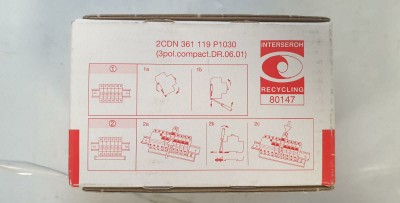 2CDN 361 119 P1030
(3pol.compact.DR.06.01)
INTERSEROH
RECYCLING
80147
1
1a
1b
2
2a
2b
2c